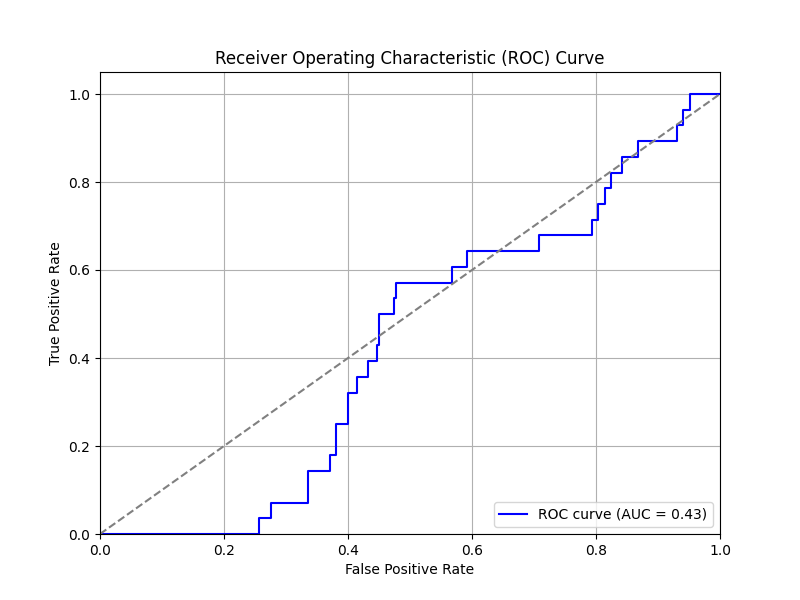 Receiver Operating Characteristic (ROC) Curve
1.0
0.8
0.6
0.4
0.2
0.0
True Positive Rate
ROC curve (AUC = 0.43)
0.0 0.2 0.4 0.6 0.8 1.0
False Positive Rate